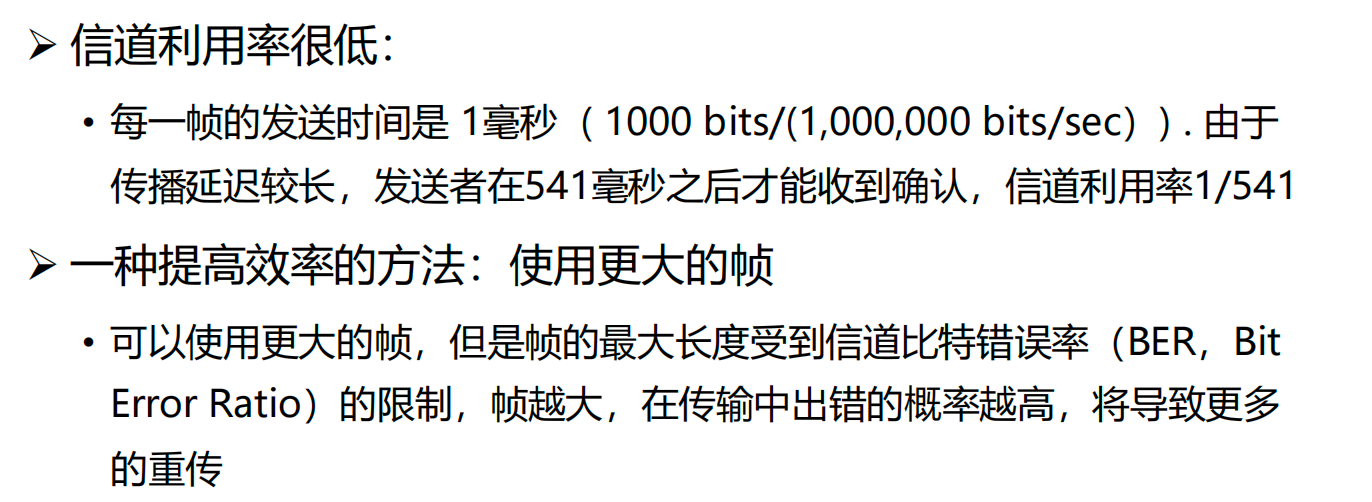 ➢ 信道利用率很低：
• 每一帧的发送时间是 1毫秒（ 1000 bits/(1,000,000 bits/sec））. 由于
传播延迟较长，发送者在541毫秒之后才能收到确认，信道利用率1/541
➢ 一种提高效率的方法：使用更大的帧
• 可以使用更大的帧，但是帧的最大长度受到信道比特错误率（BER，Bit
Error Ratio）的限制，帧越大，在传输中出错的概率越高，将导致更多
的重传